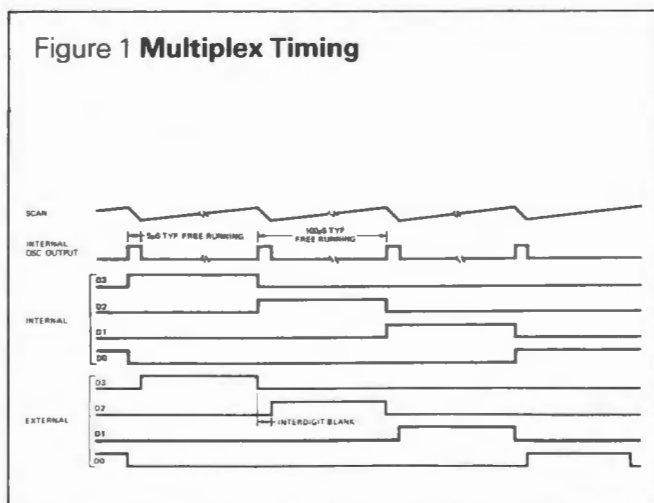 Figure 1 Multiplex Timing
SCAN
INTERNAL
OSC OUTPUT
5µS TYP FREE RUNNING
100µS TYP
FREE RUNNING
INTERNAL
D3
D2
D1
D0
EXTERNAL
D3
D2
INTERDIGIT BLANK
D1
D0